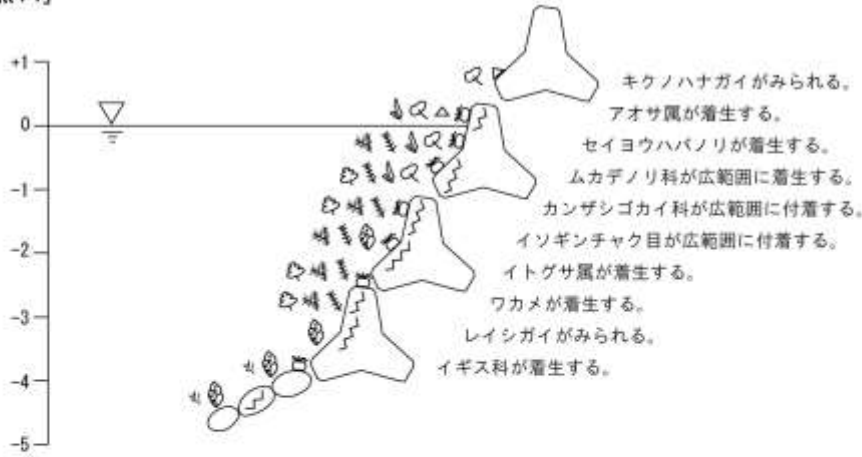 +1
キクノハナガイがみられる。
アオサ属が着生する。
0
セイヨウハバノリが着生する。
ムカデノリ科が広範囲に着生する。
-1
カンザシゴカイ科が広範囲に付着する。
イソギンチャク目が広範囲に付着する。
-2
イトグサ属が着生する。
ワカメが着生する。
-3
レイシガイがみられる。
イギス科が着生する。
-4
-5